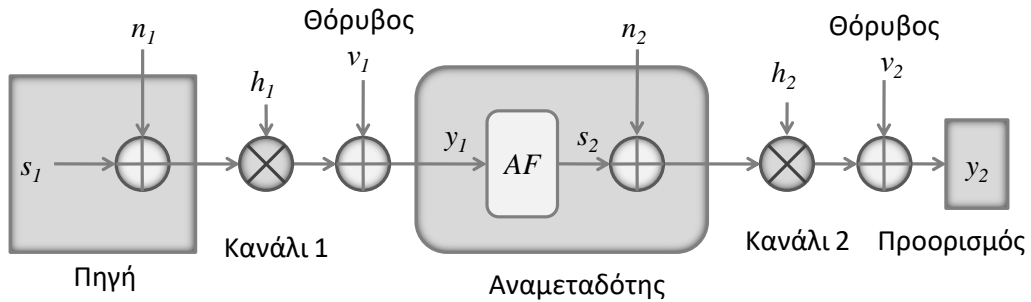 Θόρυβος
Θόρυβος
n1
v1
n2
v2
h1
h2
s1
y1
AF
s2
y2
Κανάλι 1
Κανάλι 2
Προορισμός
Πηγή
Αναμεταδότης